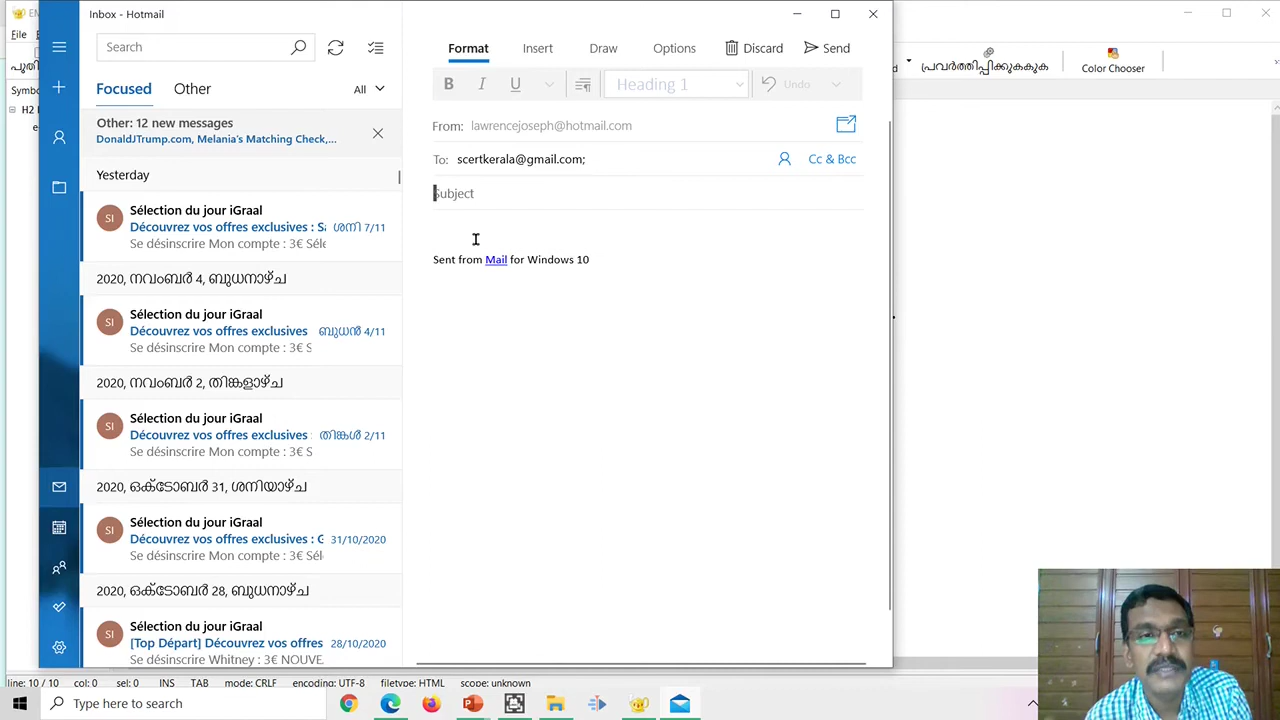 Inbox - Hotmail
File
Search
Format
Insert
Draw
Options
Discard
Send
Focused
Other
All
B I U
Heading 1
Undo
പ്രവർത്തിപ്പിക്കുകകുക
Color Chooser
Symbo
H2
Other: 12 new messages
DonaldJTrump.com, Melania's Matching Check,...
From: lawrencejoseph@hotmail.com
To: scertkerala@gmail.com;
Cc & Bcc
Subject
Sent from Mail for Windows 10
Yesterday
SI
Sélection du jour iGraal
Découvrez vos offres exclusives : Sa
ശനി 7/11
Se désinscrire Mon compte : 3€ Séle
2020, നവംബർ 4, ബുധനാഴ്ച
SI
Sélection du jour iGraal
Découvrez vos offres exclusives
ബുധൻ 4/11
Se désinscrire Mon compte : 3€ S
2020, നവംബർ 2, തിങ്കളാഴ്ച
SI
Sélection du jour iGraal
Découvrez vos offres exclusives :
തിങ്കൾ 2/11
Se désinscrire Mon compte : 3€ S
2020, ഒക്‌ടോബർ 31, ശനിയാഴ്ച
SI
Sélection du jour iGraal
Découvrez vos offres exclusives : C
31/10/2020
Se désinscrire Mon compte : 3€ Sél
2020, ഒക്‌ടോബർ 28, ബുധനാഴ്ച
SI
Sélection du jour iGraal
[Top Départ] Découvrez vos offres
28/10/2020
Se désinscrire Whitney : 3€ NOUVE
line: 10 / 10 col: 0 sel: 0 INS TAB mode: CRLF encoding: UTF-8 filetype: HTML scope: unknown
Type here to search